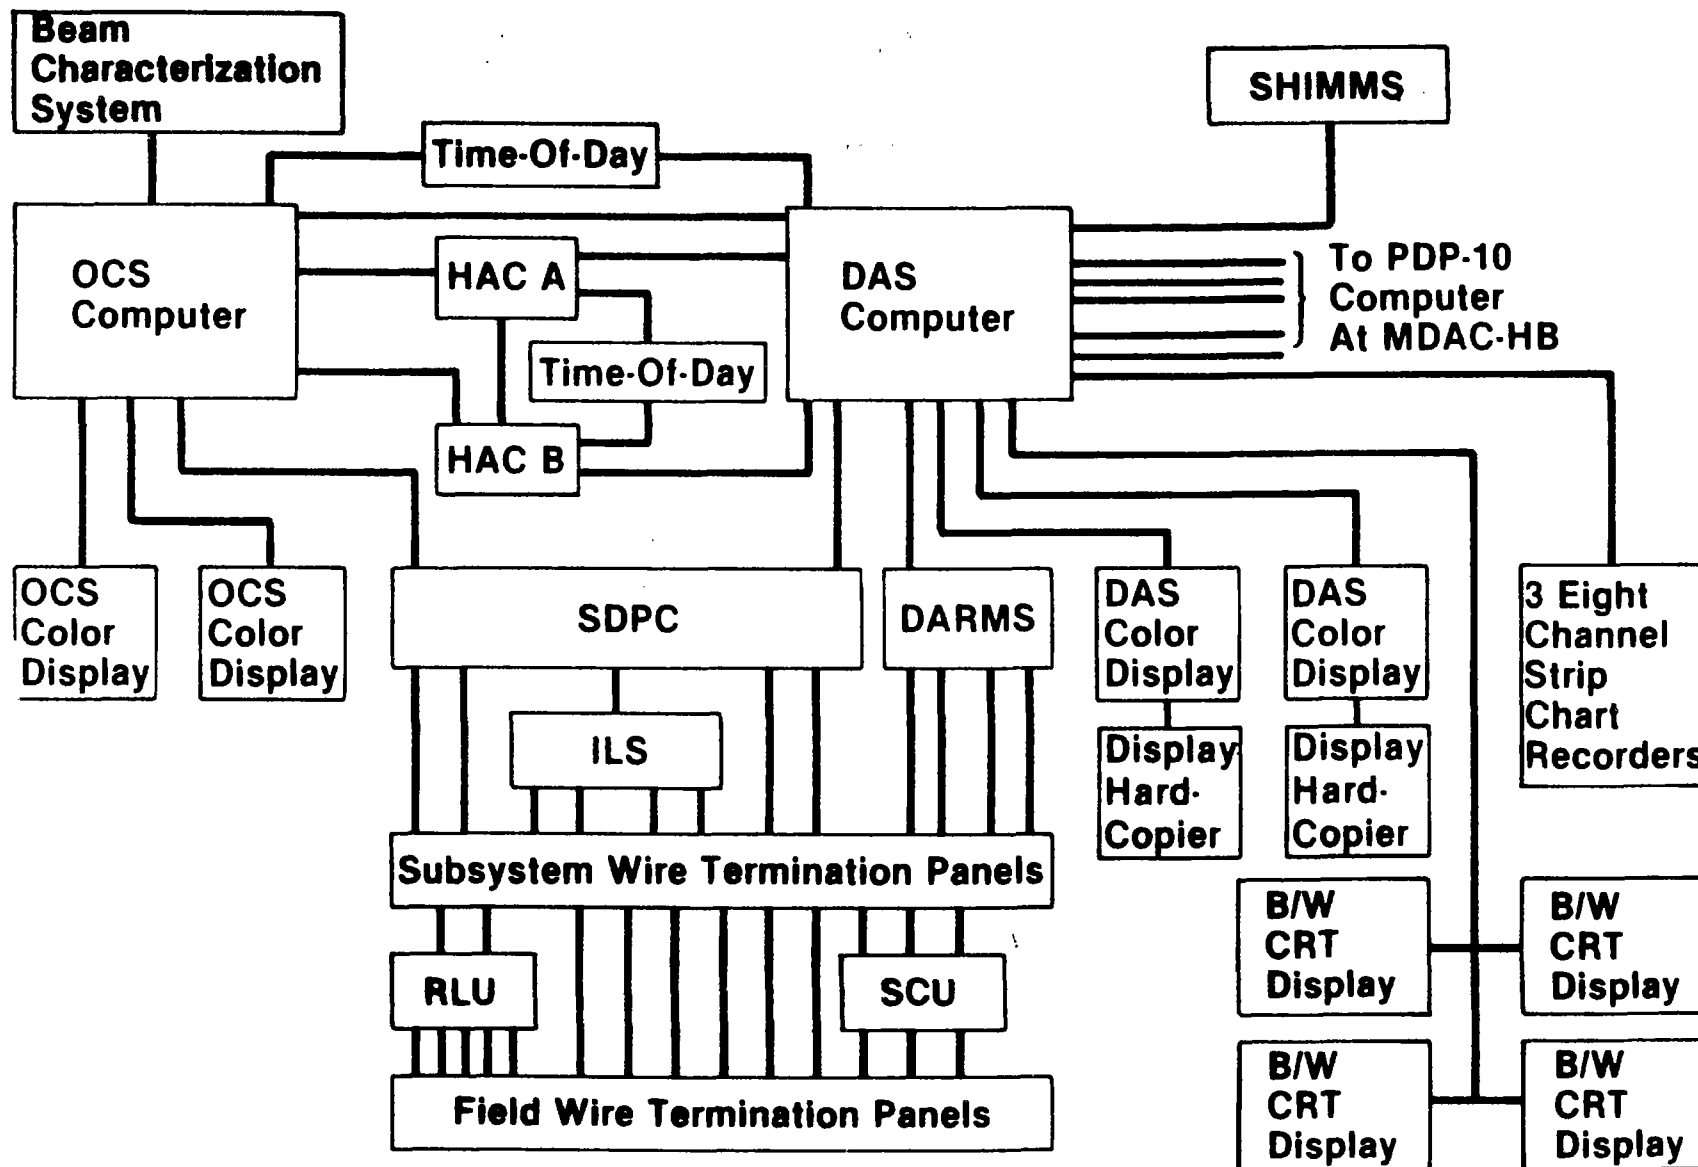 Beam
Characterization
System
SHIMMS
Time-Of-Day
OCS
Computer
HAC A
DAS
Computer
To PDP-10
Computer
At MDAC-HB
Time-Of-Day
HAC B
OCS
Color
Display
OCS
Color
Display
SDPC
DARMS
DAS
Color
Display
DAS
Color
Display
3 Eight
Channel
Strip
Chart
Recorders
ILS
Display
Hard-
Copier
Display
Hard-
Copier
Subsystem Wire Termination Panels
B/W
CRT
Display
B/W
CRT
Display
RLU
SCU
Field Wire Termination Panels
B/W
CRT
Display
B/W
CRT
Display